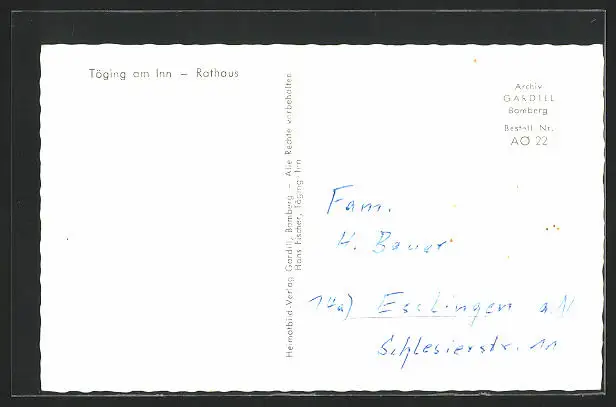 Töging am Inn – Rathaus
Archiv
GARDILL
Bamberg
Bestell Nr.
AÖ 22
Heimatbild-Verlag Gardill, Bamberg – Alle Rechte vorbehalten
Hans Fischer, Töging-Inn
Fam.
H. Bauer
14a) Esslingen a.N
Schlesierstr. 11